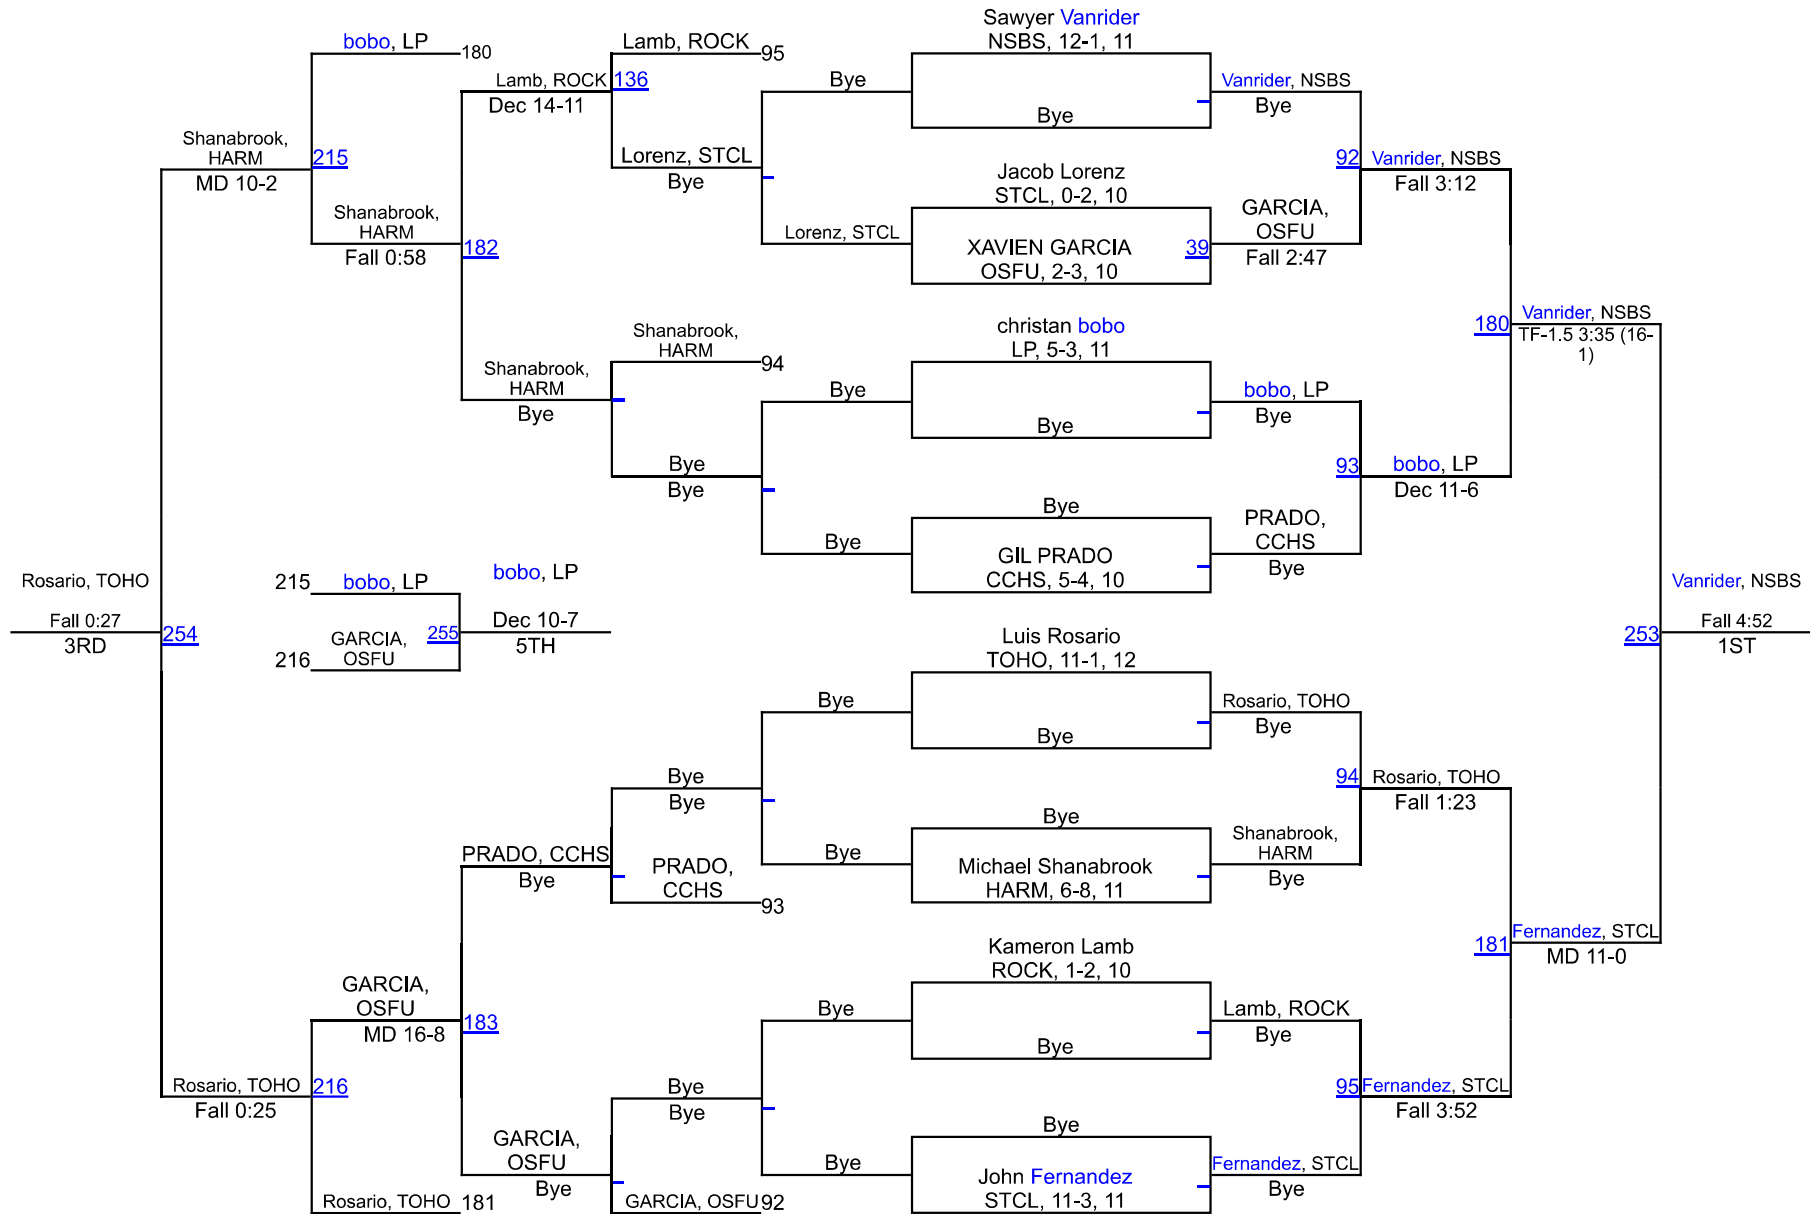 Sawyer Vanrider
NSBS, 12-1, 11
bobo, LP
180
Lamb, ROCK
95
Lamb, ROCK
136
Dec 14-11
Bye
Vanrider, NSBS
Bye
Bye
Shanabrook,
HARM
215
MD 10-2
Lorenz, STCL
Bye
Jacob Lorenz
STCL, 0-2, 10
92
Vanrider, NSBS
Fall 3:12
Shanabrook,
HARM
Fall 0:58
182
Lorenz, STCL
XAVIEN GARCIA
OSFU, 2-3, 10
39
GARCIA,
OSFU
Fall 2:47
christan bobo
LP, 5-3, 11
180
Vanrider, NSBS
TF-1.5 3:35 (16-
1)
Shanabrook,
HARM
94
Shanabrook,
HARM
Bye
Bye
Bye
bobo, LP
Bye
Bye
Bye
93
bobo, LP
Dec 11-6
Bye
Bye
GIL PRADO
CCHS, 5-4, 10
PRADO,
CCHS
Bye
Rosario, TOHO
Fall 0:27
3RD
254
215
bobo, LP
bobo, LP
GARCIA,
OSFU
216
255
Dec 10-7
5TH
Vanrider, NSBS
253
Fall 4:52
1ST
Luis Rosario
TOHO, 11-1, 12
Bye
Bye
Rosario, TOHO
Bye
Bye
Bye
94
Rosario, TOHO
Fall 1:23
PRADO, CCHS
Bye
PRADO,
CCHS
93
Bye
Bye
Michael Shanabrook
HARM, 6-8, 11
Shanabrook,
HARM
Bye
Kameron Lamb
ROCK, 1-2, 10
181
Fernandez, STCL
MD 11-0
GARCIA,
OSFU
MD 16-8
183
Bye
Bye
Lamb, ROCK
Bye
Rosario, TOHO
216
Fall 0:25
Bye
Bye
95
Fernandez, STCL
Fall 3:52
GARCIA,
OSFU
Bye
Bye
Bye
John Fernandez
STCL, 11-3, 11
Fernandez, STCL
Bye
Rosario, TOHO
181
GARCIA, OSFU
92